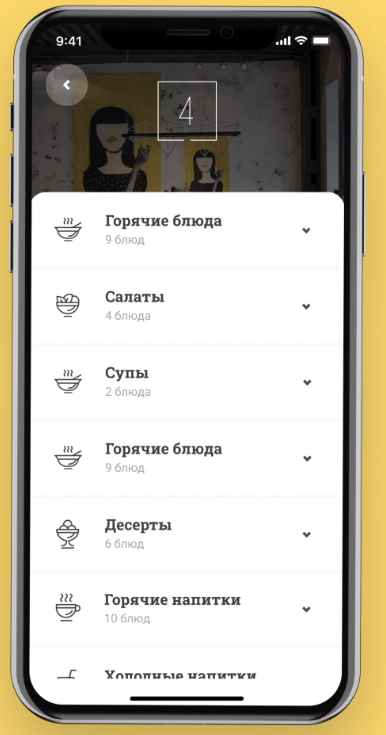 9:41
4
Горячие блюда
9 блюд
Салаты
4 блюда
Супы
2 блюда
Горячие блюда
9 блюд
Десерты
6 блюд
Горячие напитки
10 блюд
Холодные напитки